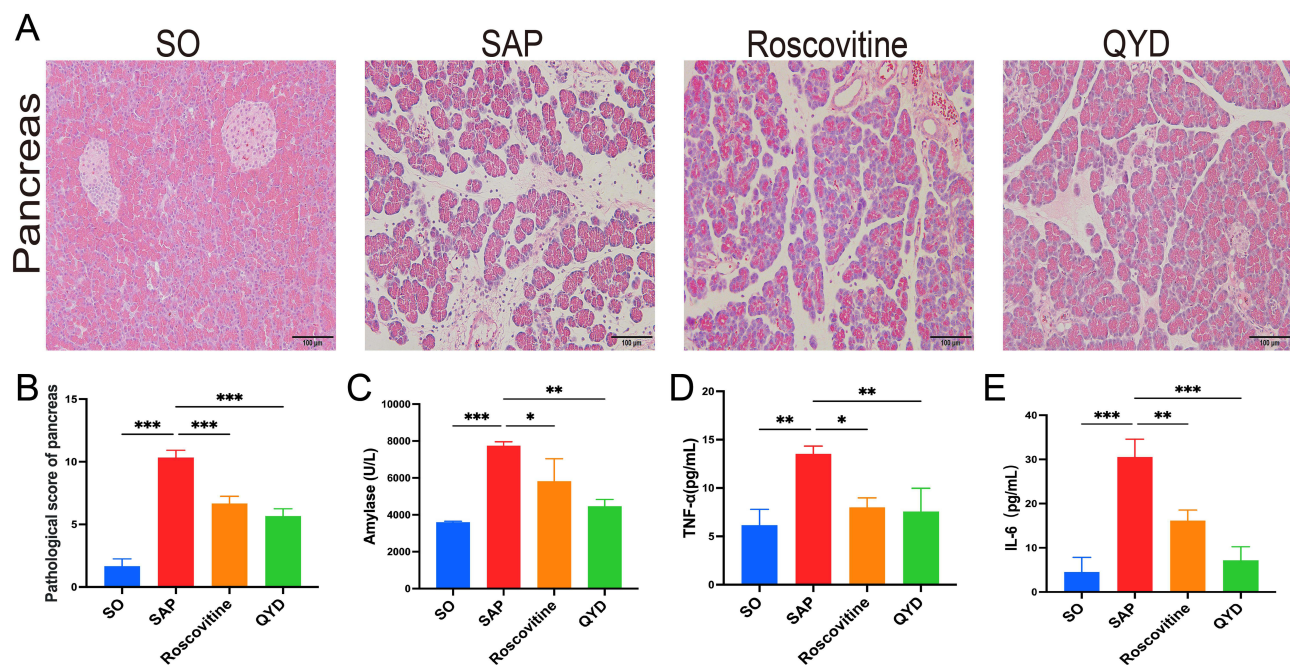 A
SO
SAP
Roscovitine
QYD
Pancreas
100 μm
100 μm
100 μm
100 μm
B
Pathological score of pancreas
15
10
5
0
***
***
***
SO
SAP
Roscovitine
QYD
C
Amylase (U/L)
10000
8000
6000
4000
2000
0
**
***
*
SO
SAP
Roscovitine
QYD
D
TNF-α(pg/mL)
20
15
10
5
0
**
**
*
SO
SAP
Roscovitine
QYD
E
IL-6 (pg/mL)
40
30
20
10
0
***
***
**
SO
SAP
Roscovitine
QYD